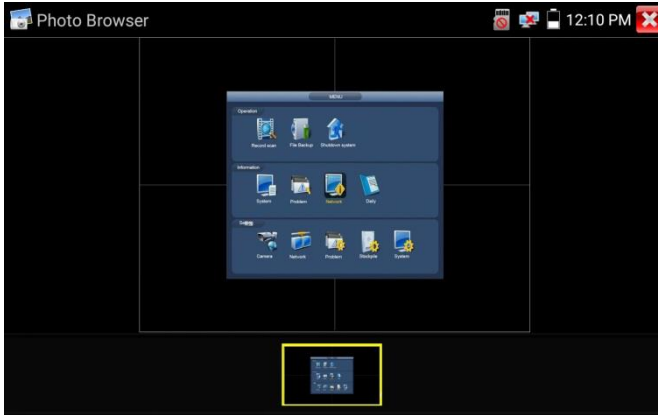 Photo Browser 12:10 PM
MENU
Operation
Record scan File Backup Shutdown system
Information
System Problem Network Daily
Camera Network Problem Stockpile System